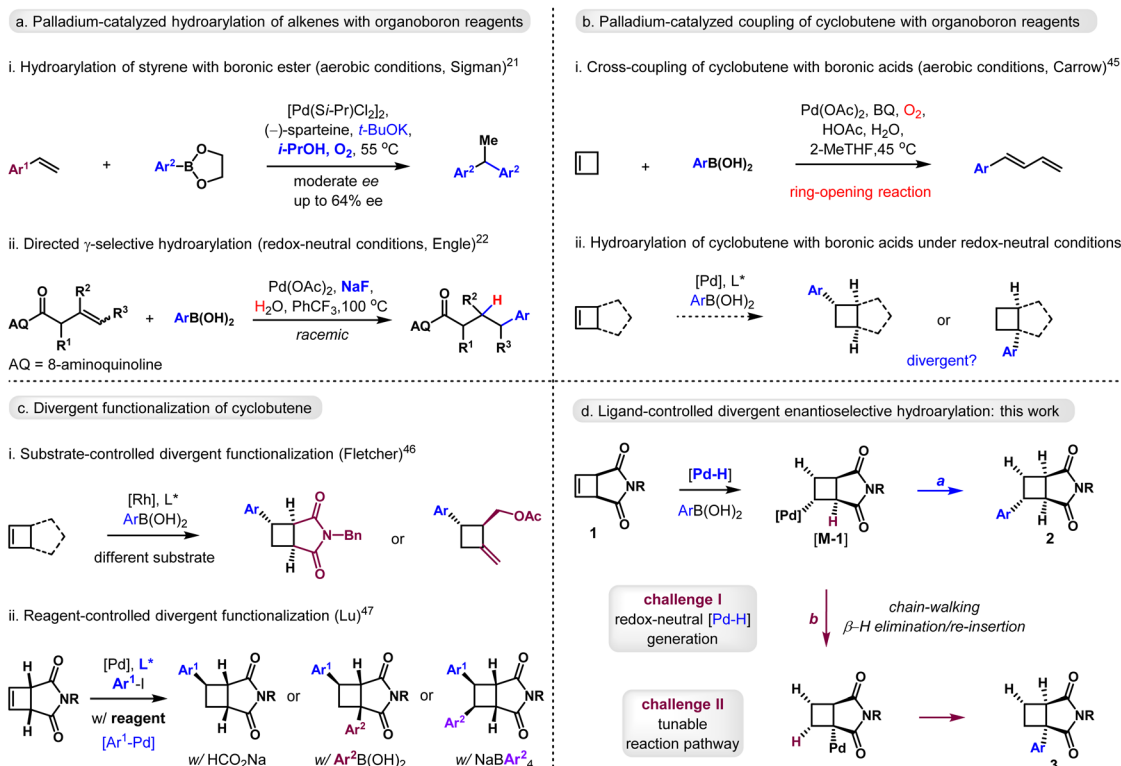 a. Palladium-catalyzed hydroarylation of alkenes with organoboron reagents
i. Hydroarylation of styrene with boronic ester (aerobic conditions, Sigman)21
Ar1
+
Ar2
B
O
O
[Pd(Si-Pr)Cl2]2,
(−)-sparteine, t-BuOK,
i-PrOH, O2, 55 oC
moderate ee
up to 64% ee
Me
Ar2
Ar2
ii. Directed γ-selective hydroarylation (redox-neutral conditions, Engle)22
O
AQ
R2
R3
R1
+
ArB(OH)2
Pd(OAc)2, NaF,
H2O, PhCF3,100 oC
racemic
O
AQ
R2
H
Ar
R1
R3
AQ = 8-aminoquinoline
b. Palladium-catalyzed coupling of cyclobutene with organoboron reagents
i. Cross-coupling of cyclobutene with boronic acids (aerobic conditions, Carrow)45
+
ArB(OH)2
Pd(OAc)2, BQ, O2,
HOAc, H2O,
2-MeTHF,45 oC
ring-opening reaction
Ar
ii. Hydroarylation of cyclobutene with boronic acids under redox-neutral conditions
[Pd], L*
ArB(OH)2
Ar
H
H
or
H
Ar
divergent?
c. Divergent functionalization of cyclobutene
i. Substrate-controlled divergent functionalization (Fletcher)46
[Rh], L*
ArB(OH)2
different substrate
Ar
H
O
N
Bn
H
O
or
Ar
OAc
ii. Reagent-controlled divergent functionalization (Lu)47
H
O
NR
H
O
[Pd], L*
Ar1-I
w/ reagent
[Ar1-Pd]
Ar1
H
O
NR
H
O
w/ HCO2Na
or
Ar1
H
O
NR
Ar2
O
w/ Ar2B(OH)2
or
Ar1
H
O
NR
Ar2
H
O
w/ NaBAr24
d. Ligand-controlled divergent enantioselective hydroarylation: this work
O
NR
O
1
[Pd-H]
ArB(OH)2
H
O
NR
[Pd]
H
O
[M-1]
a
H
H
O
NR
Ar
H
O
2
challenge I
redox-neutral [Pd-H]
generation
b
chain-walking
β–H elimination/re-insertion
challenge II
tunable
reaction pathway
H
O
NR
H
Pd
O
H
H
O
NR
Ar
O
3